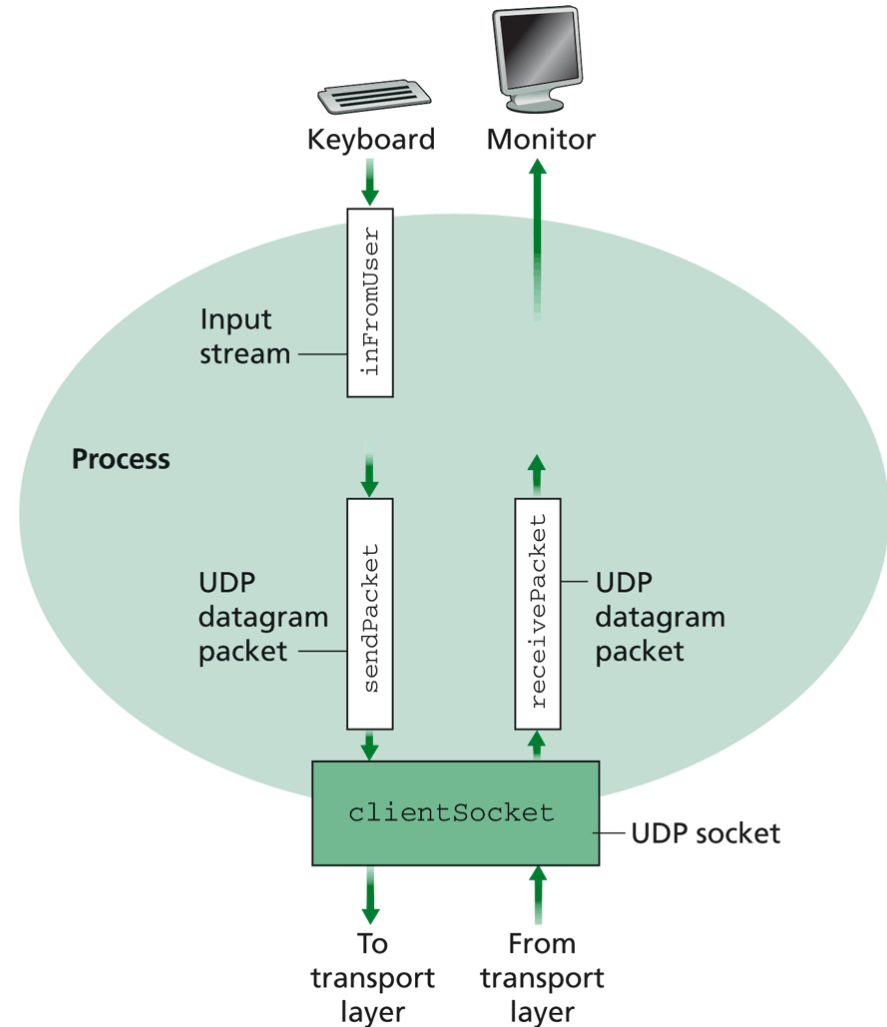 Keyboard
Monitor
inFromUser
Input
stream
Process
sendPacket
UDP
datagram
packet
receivePacket
UDP
datagram
packet
clientSocket
UDP socket
To
transport
layer
From
transport
layer